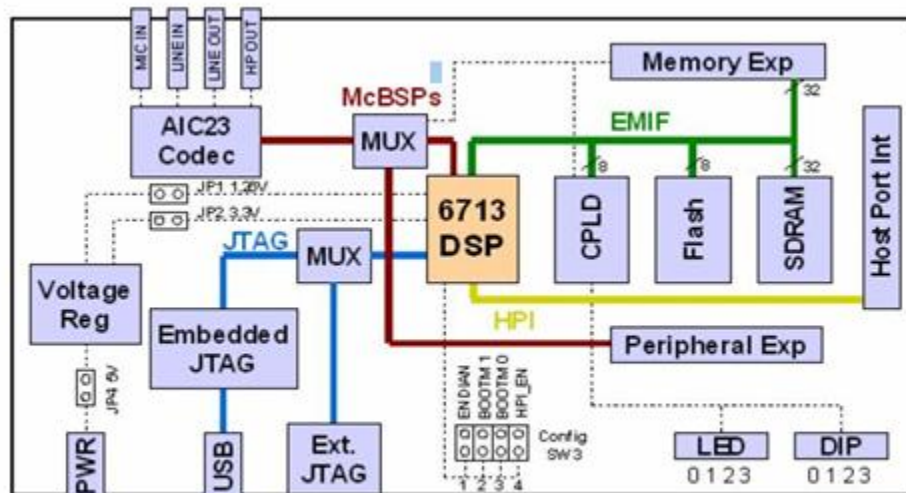 MIC IN
LINE IN
LINE OUT
HP OUT
AIC23
Codec
McBSPs
MUX
Memory Exp
32
EMIF
8
8
32
JP1 1.26V
JP2 3.3V
6713
DSP
CPLD
Flash
SDRAM
Host Port Int
JTAG
MUX
Voltage
Reg
HPI
Embedded
JTAG
Peripheral Exp
JP4 5V
ENDIAN
BOOTM 1
BOOTM 0
HPI_EN
Config
SW3
1
2
3
4
PWR
USB
Ext.
JTAG
LED
DIP
0 1 2 3
0 1 2 3